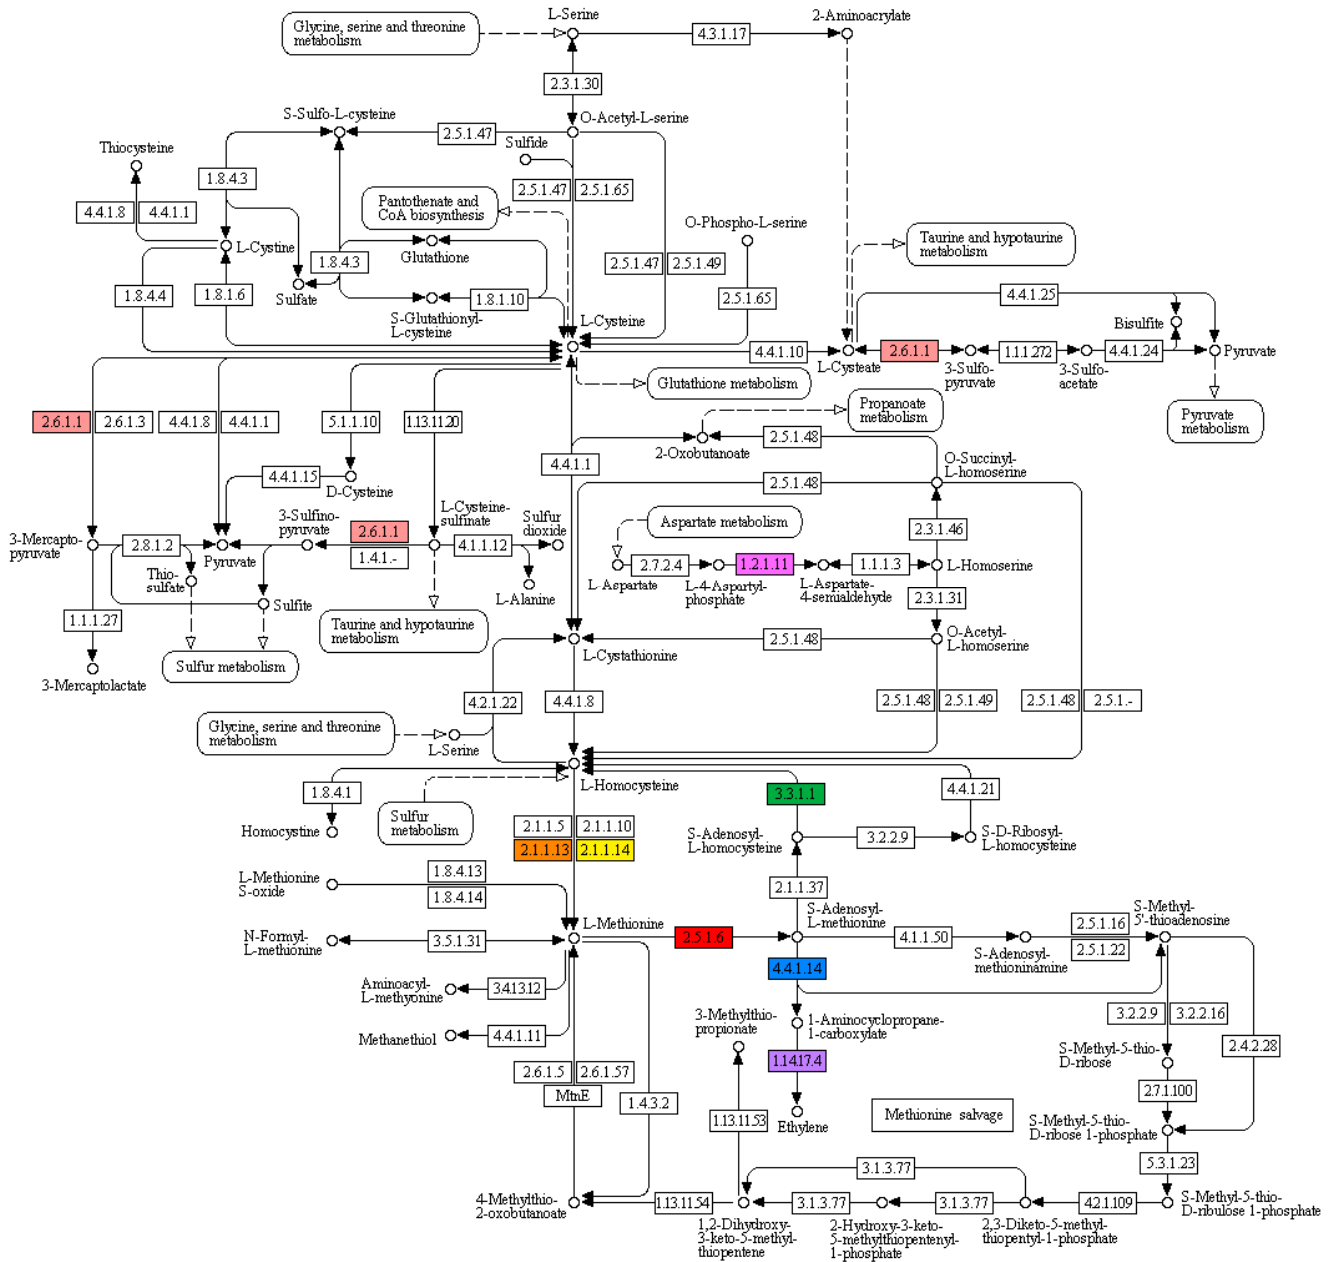 L-Serine
2-Aminoacrylate
Glycine, serine and threonine
metabolism
4.3.1.17
2.3.1.30
S-Sulfo-L-cysteine
O-Acetyl-L-serine
2.5.1.47
Sulfide
Thiocysteine
1.8.4.3
2.5.1.47
2.5.1.65
Pantothenate and
CoA biosynthesis
4.4.1.8
4.4.1.1
O-Phospho-L-serine
L-Cystine
Taurine and hypotaurine
metabolism
Glutathione
1.8.4.3
2.5.1.47
2.5.1.49
Sulfate
1.8.4.4
1.8.1.6
1.8.1.10
2.5.1.65
4.4.1.25
S-Glutathionyl-
L-cysteine
L-Cysteine
Bisulfite
4.4.1.10
L-Cysteate
2.6.1.1
3-Sulfo-
pyruvate
1.1.1.272
3-Sulfo-
acetate
4.4.1.24
Pyruvate
Glutathione metabolism
Propanoate
metabolism
Pyruvate
metabolism
2.6.1.1
2.6.1.3
4.4.1.8
4.4.1.1
5.1.1.10
1.13.11.20
2.5.1.48
2-Oxobutanoate
4.4.1.1
O-Succinyl-
L-homoserine
4.4.1.15
D-Cysteine
2.5.1.48
3-Mercapto-
pyruvate
2.8.1.2
Pyruvate
3-Sulfino-
pyruvate
2.6.1.1
1.4.1.-
L-Cysteine-
sulfinate
4.1.1.12
Sulfur
dioxide
Aspartate metabolism
2.3.1.46
Thio-
sulfate
L-Alanine
L-Aspartate
2.7.2.4
L-4-Aspartyl-
phosphate
1.2.1.11
L-Aspartate-
4-semialdehyde
1.1.1.3
L-Homoserine
Sulfite
2.3.1.31
1.1.1.27
Taurine and hypotaurine
metabolism
O-Acetyl-
L-homoserine
2.5.1.48
L-Cystathionine
Sulfur metabolism
3-Mercaptolactate
4.2.1.22
4.4.1.8
2.5.1.48
2.5.1.49
2.5.1.48
2.5.1.-
Glycine, serine and threonine
metabolism
L-Serine
L-Homocysteine
1.8.4.1
3.3.1.1
4.4.1.21
Homocystine
Sulfur
metabolism
2.1.1.5
2.1.1.10
2.1.1.13
2.1.1.14
S-Adenosyl-
L-homocysteine
3.2.2.9
S-D-Ribosyl-
L-homocysteine
L-Methionine
S-oxide
1.8.4.13
1.8.4.14
2.1.1.37
L-Methionine
S-Adenosyl-
L-methionine
S-Methyl-
5'-thioadenosine
N-Formyl-
L-methionine
3.5.1.31
2.5.1.6
4.1.1.50
2.5.1.16
2.5.1.22
S-Adenosyl-
methioninamine
4.4.1.14
Aminoacyl-
L-methyonine
3.4.13.12
Methanethiol
4.4.1.11
3-Methylthio-
propionate
1-Aminocyclopropane-
1-carboxylate
3.2.2.9
3.2.2.16
2.4.2.28
S-Methyl-5-thio-
D-ribose
1.14.17.4
2.6.1.5
2.6.1.57
MtnE
1.4.3.2
2.7.1.100
1.13.11.53
Ethylene
Methionine salvage
S-Methyl-5-thio-
D-ribose 1-phosphate
3.1.3.77
5.3.1.23
4-Methylthio-
2-oxobutanoate
1.13.11.54
1,2-Dihydroxy-
3-keto-5-methyl-
thiopentene
3.1.3.77
2-Hydroxy-3-keto-
5-methylthiopentenyl-
1-phosphate
3.1.3.77
2,3-Diketo-5-methyl-
thiopentyl-1-phosphate
4.2.1.109
S-Methyl-5-thio-
D-ribulose 1-phosphate